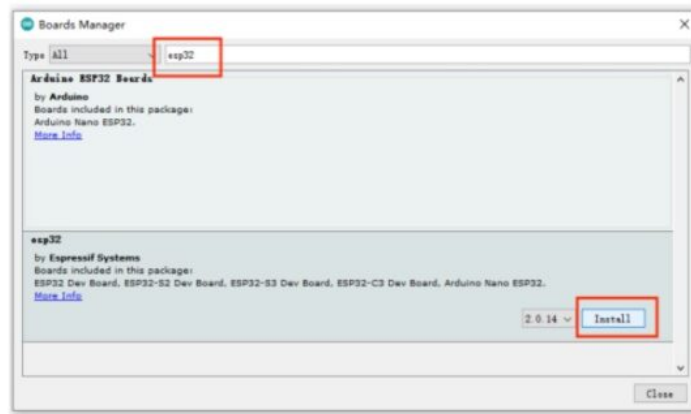 Boards Manager
Type All esp32
Arduino ESP32 Boards
by Arduino
Boards included in this package:
Arduino Nano ESP32.
More Info
esp32
by Espressif Systems
Boards included in this package:
ESP32 Dev Board, ESP32-S2 Dev Board, ESP32-S3 Dev Board, ESP32-C3 Dev Board, Arduino Nano ESP32.
More Info
2.0.14 Install
Close